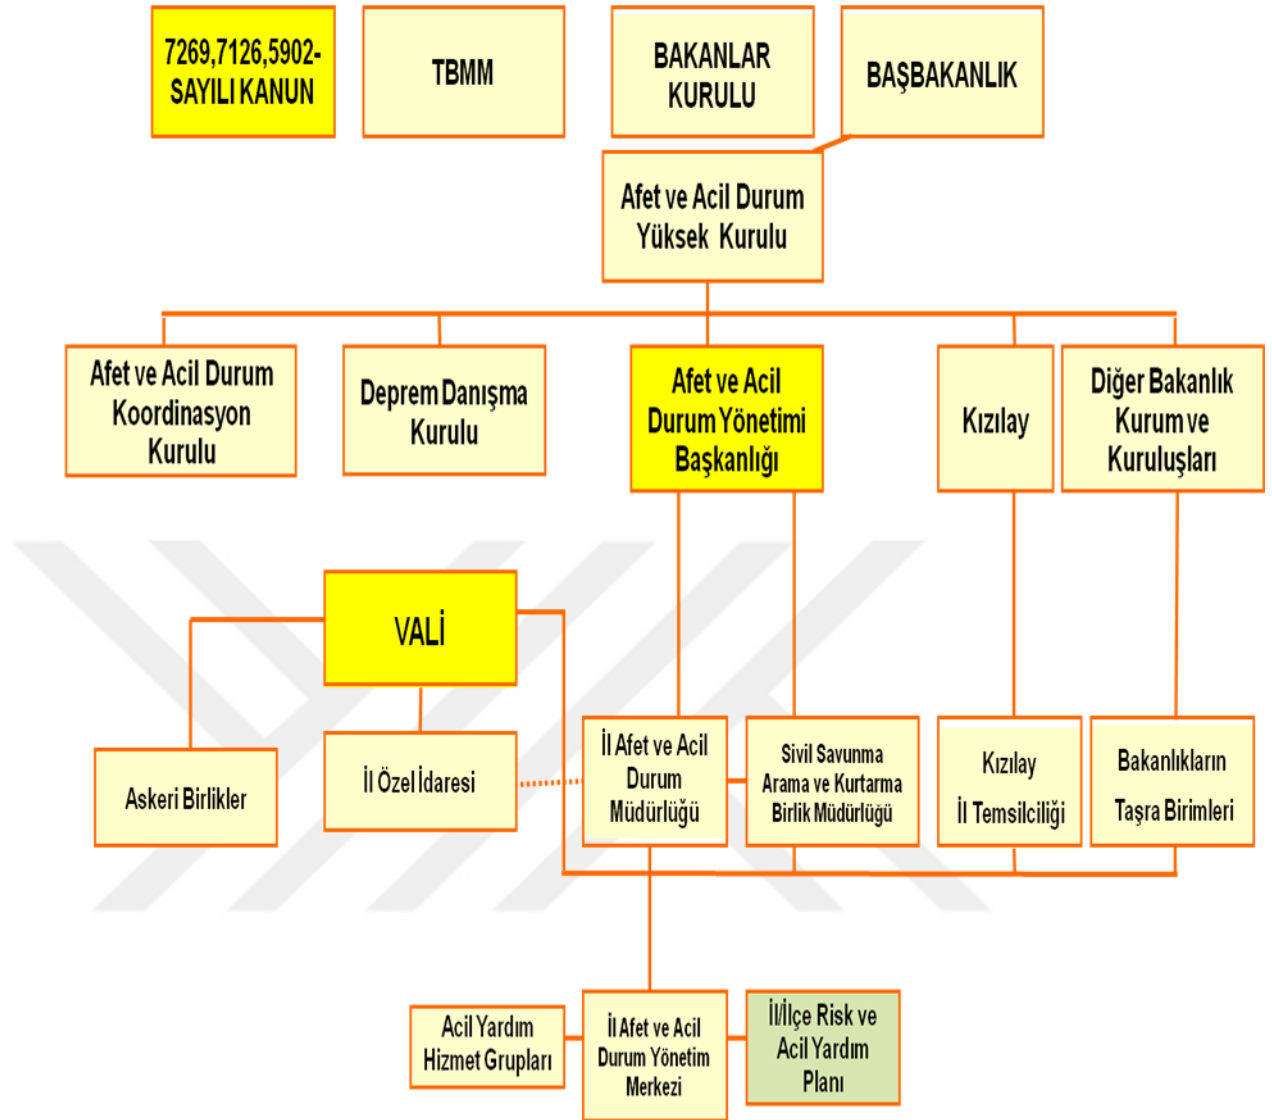 7269,7126,5902-
SAYILI KANUN
TBMM
BAKANLAR
KURULU
BAŞBAKANLIK
Afet ve Acil Durum
Yüksek Kurulu
Afet ve Acil Durum
Koordinasyon
Kurulu
Deprem Danışma
Kurulu
Afet ve Acil
Durum Yönetimi
Başkanlığı
Kızılay
Diğer Bakanlık
Kurum ve
Kuruluşları
VALİ
Askeri Birlikler
İl Özel İdaresi
İl Afet ve Acil
Durum
Müdürlüğü
Sivil Savunma
Arama ve Kurtarma
Birlik Müdürlüğü
Kızılay
İl Temsilciliği
Bakanlıkların
Taşra Birimleri
Acil Yardım
Hizmet Grupları
İl Afet ve Acil
Durum Yönetim
Merkezi
İl/İlçe Risk ve
Acil Yardım
Planı